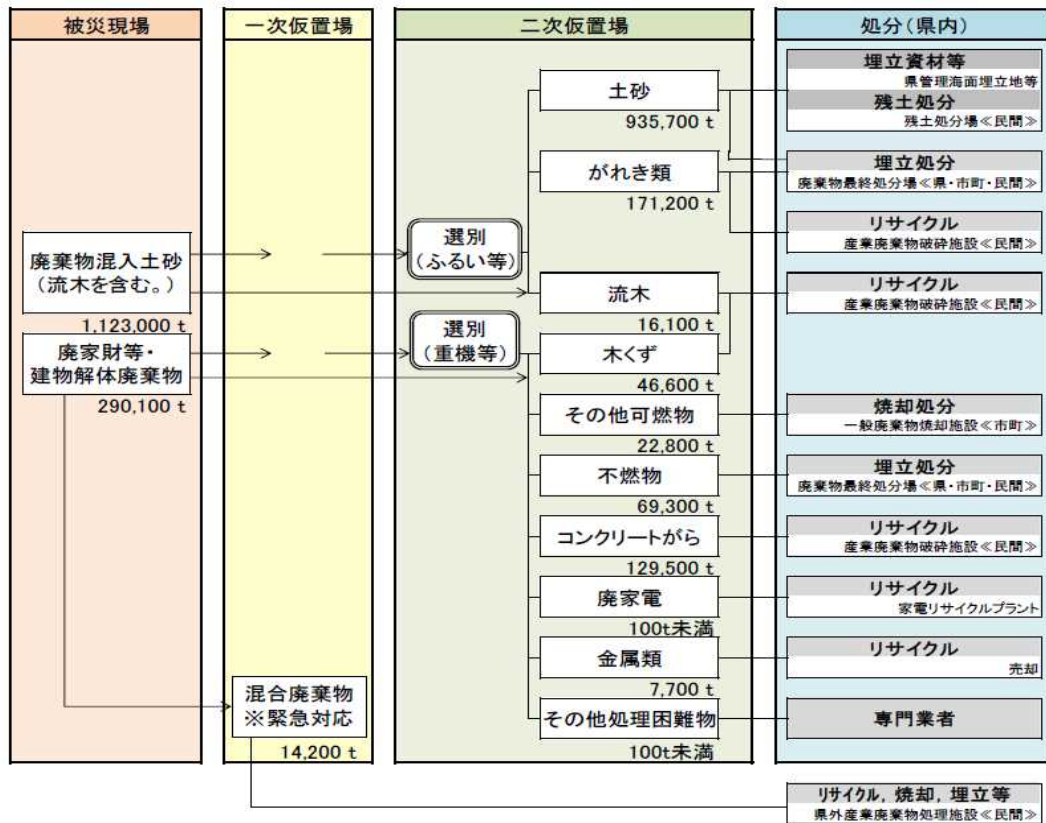 被災現場
一次仮置場
二次仮置場
処分(県内)
廃棄物混入土砂
(流木を含む。)
1,123,000 t
廃家財等・
建物解体廃棄物
290,100 t
混合廃棄物
※緊急対応
14,200 t
選別
(ふるい等)
選別
(重機等)
土砂
935,700 t
がれき類
171,200 t
流木
16,100 t
木くず
46,600 t
その他可燃物
22,800 t
不燃物
69,300 t
コンクリートがら
129,500 t
廃家電
100t未満
金属類
7,700 t
その他処理困難物
100t未満
埋立資材等
県管理海面埋立地等
残土処分
残土処分場≪民間≫
埋立処分
廃棄物最終処分場≪県・市町・民間≫
リサイクル
産業廃棄物破砕施設≪民間≫
リサイクル
産業廃棄物破砕施設≪民間≫
焼却処分
一般廃棄物焼却施設≪市町≫
埋立処分
廃棄物最終処分場≪県・市町・民間≫
リサイクル
産業廃棄物破砕施設≪民間≫
リサイクル
家電リサイクルプラント
リサイクル
売却
専門業者
リサイクル, 焼却, 埋立等
県外産業廃棄物処理施設≪民間≫